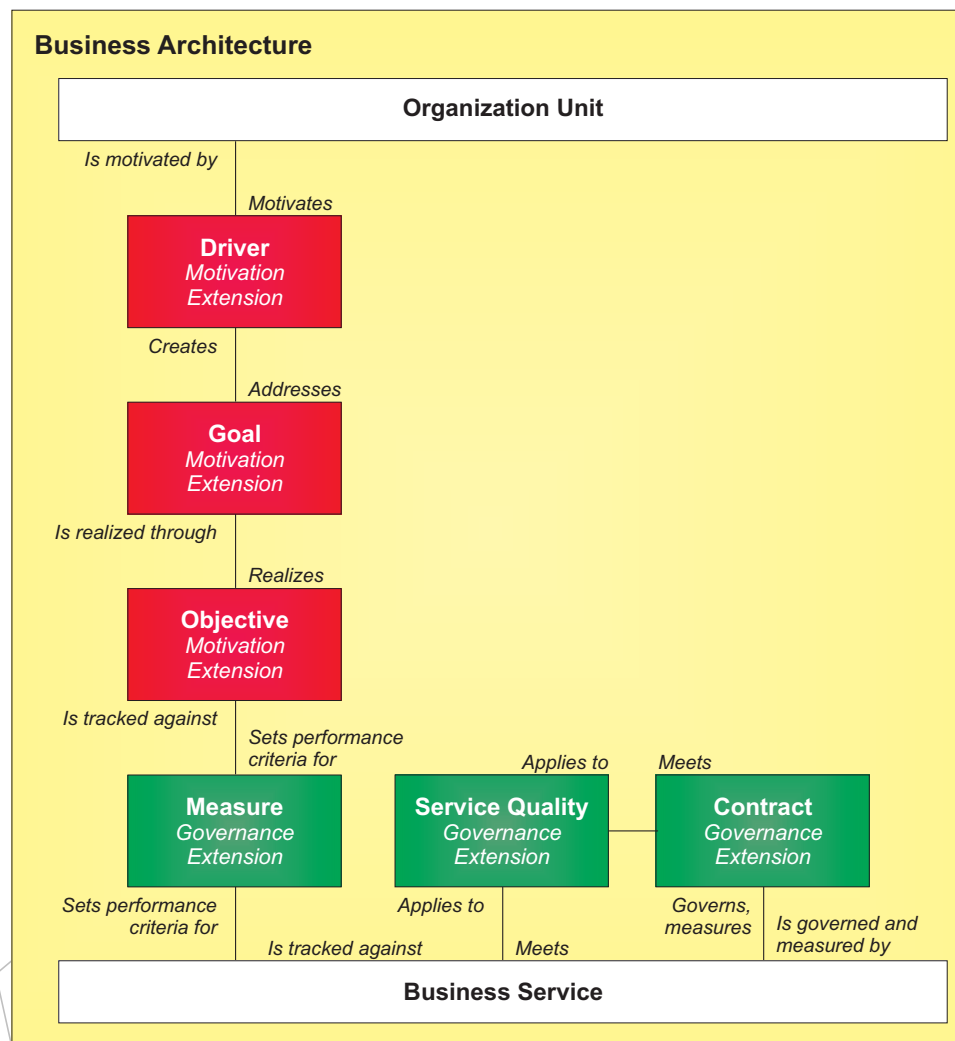 Business Architecture
Organization Unit
Is motivated by
Motivates
Driver
Motivation
Extension
Creates
Addresses
Goal
Motivation
Extension
Is realized through
Realizes
Objective
Motivation
Extension
Is tracked against
Sets performance
criteria for
Applies to
Meets
Measure
Governance
Extension
Service Quality
Governance
Extension
Contract
Governance
Extension
Sets performance
criteria for
Is tracked against
Applies to
Meets
Governs,
measures
Is governed and
measured by
Business Service